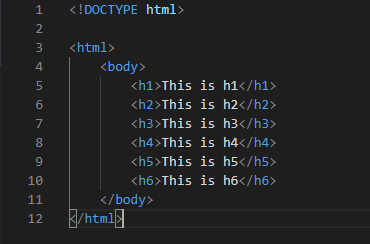 1 <!DOCTYPE html>
2
3 <html>
4     <body>
5         <h1>This is h1</h1>
6         <h2>This is h2</h2>
7         <h3>This is h3</h3>
8         <h4>This is h4</h4>
9         <h5>This is h5</h5>
10         <h6>This is h6</h6>
11     </body>
12 </html>